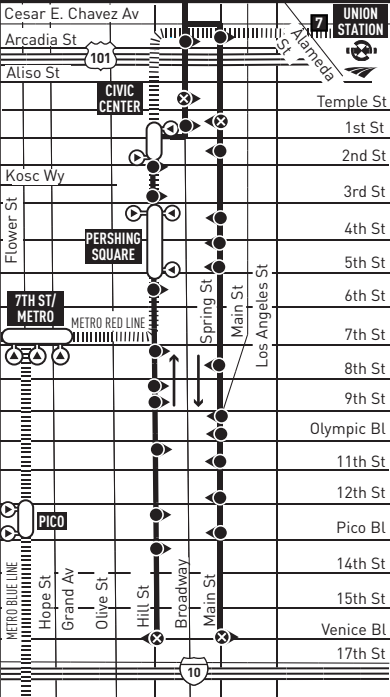 Cesar E. Chavez Av
7
UNION
STATION
Arcadia St
101
Alameda
St
Aliso St
CIVIC
CENTER
Temple St
1st St
2nd St
Kosc Wy
3rd St
Flower St
4th St
PERSHING
SQUARE
5th St
Spring St
Main St
Los Angeles St
6th St
7TH ST/
METRO
METRO RED LINE
7th St
8th St
9th St
Olympic Bl
11th St
12th St
PICO
Pico Bl
14th St
METRO BLUE LINE
Hope St
Grand Av
Olive St
Hill St
Broadway
Main St
15th St
Venice Bl
17th St
10